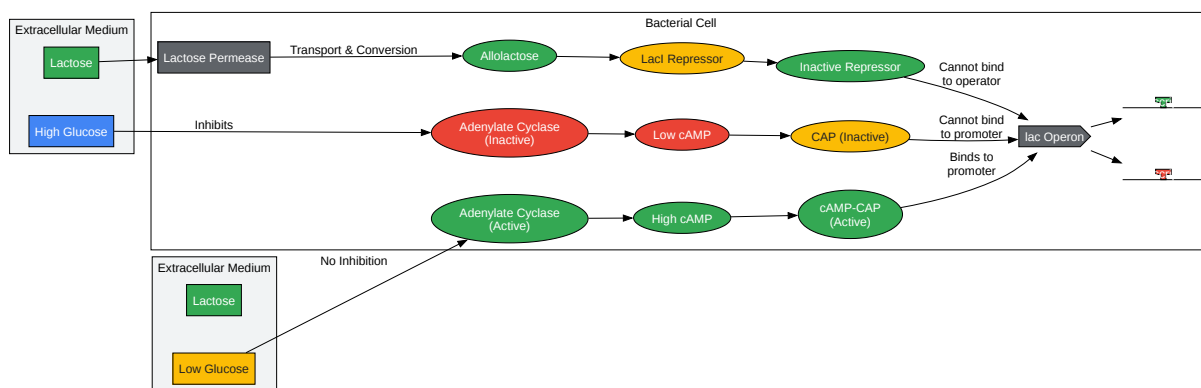 Extracellular Medium
Lactose
High Glucose
Bacterial Cell
Lactose Permease
Transport & Conversion
Allolactose
LacI Repressor
Inactive Repressor
Cannot bind
to operator
Inhibits
Adenylate Cyclase
(Inactive)
Low cAMP
CAP (Inactive)
Cannot bind
to promoter
lac Operon
Binds to
promoter
Adenylate Cyclase
(Active)
High cAMP
cAMP-CAP
(Active)
No Inhibition
Extracellular Medium
Lactose
Low Glucose